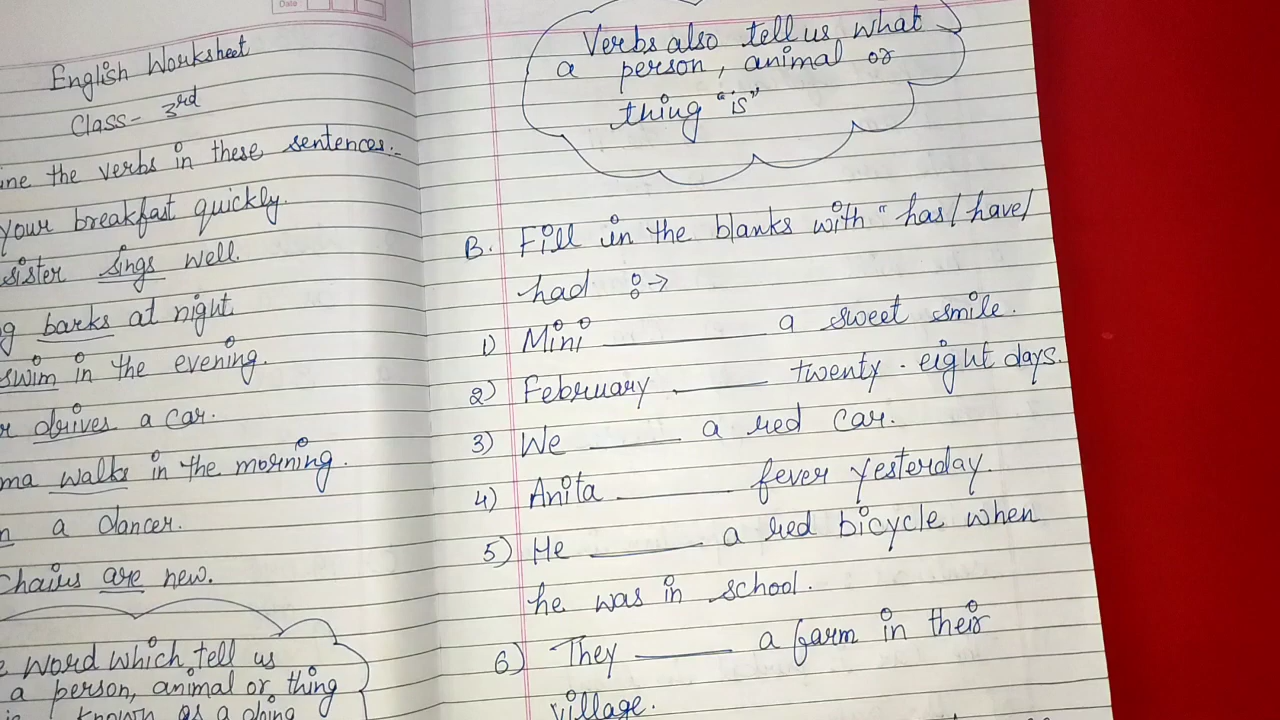 Date
English Worksheet
Class- 3rd
ine the verbs in these sentences.-
your breakfast quickly.
sister sings well.
g barks at night.
swim in the evening.
r drives a car.
ma walks in the morning.
a dancer.
Chairs are new.
word which tell us
a person, animal or thing
known as a
Verbs also tell us what
a person, animal or
thing "is"
B. Fill in the blanks with " has/have/
had :→
1) Mini ________ a sweet smile.
2) February ______ twenty-eight days.
3) We ______ a red car.
4) Anita ______ fever yesterday.
5) He ______ a red bicycle when
he was in school.
6) They ______ a farm in their
village.